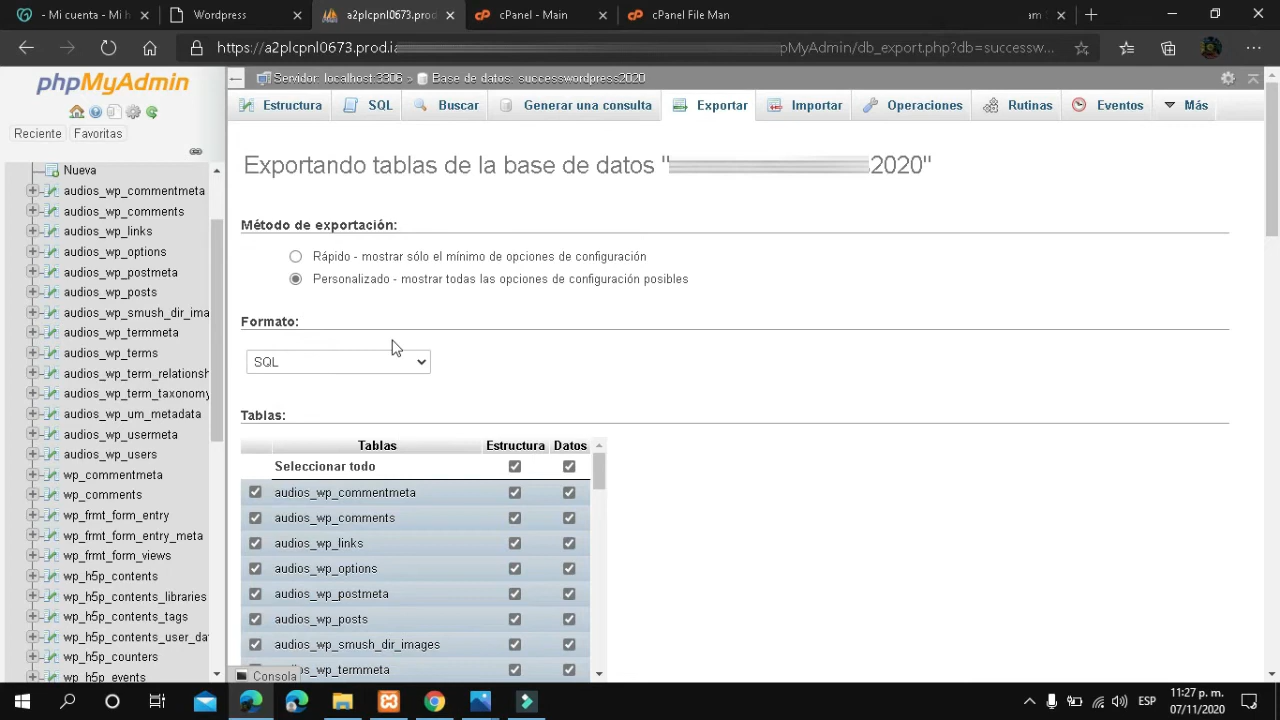 - Mi cuenta - Mi h
Wordpress
a2plcpnl0673.prod.
cPanel - Main
cPanel File Man
am S
https://a2plcpnl0673.prod.ia
pMyAdmin/db_export.php?db=successw...
phpMyAdmin
Reciente
Favoritas
Nueva
audios_wp_commentmeta
audios_wp_comments
audios_wp_links
audios_wp_options
audios_wp_postmeta
audios_wp_posts
audios_wp_smush_dir_ima
audios_wp_termmeta
audios_wp_terms
audios_wp_term_relationsh
audios_wp_term_taxonomy
audios_wp_um_metadata
audios_wp_usermeta
audios_wp_users
wp_commentmeta
wp_comments
wp_frmt_form_entry
wp_frmt_form_entry_meta
wp_frmt_form_views
wp_h5p_contents
wp_h5p_contents_libraries
wp_h5p_contents_tags
wp_h5p_contents_user_da
wp_h5p_counters
wp_h5p_events
Servidor: localhost:3306 > Base de datos: successwordpress2020
Estructura SQL Buscar Generar una consulta Exportar Importar Operaciones Rutinas Eventos Más
Exportando tablas de la base de datos " 2020"
Método de exportación:
Rápido - mostrar sólo el mínimo de opciones de configuración
Personalizado - mostrar todas las opciones de configuración posibles
Formato:
SQL
Tablas:
Tablas Estructura Datos
Seleccionar todo
audios_wp_commentmeta
audios_wp_comments
audios_wp_links
audios_wp_options
audios_wp_postmeta
audios_wp_posts
audios_wp_smush_dir_images
audios_wp_termmeta
Consola
ESP
11:27 p. m.
07/11/2020